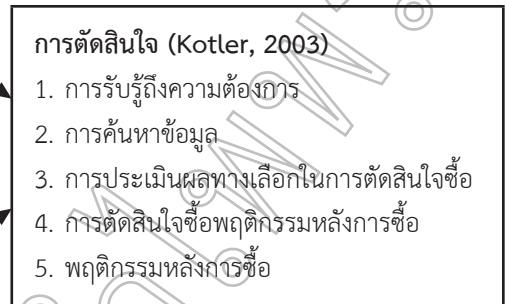 การตัดสินใจ (Kotler, 2003)
1. การรับรู้ถึงความต้องการ
2. การค้นหาข้อมูล
3. การประเมินผลทางเลือกในการตัดสินใจซื้อ
4. การตัดสินใจซื้อพฤติกรรมหลังการซื้อ
5. พฤติกรรมหลังการซื้อ